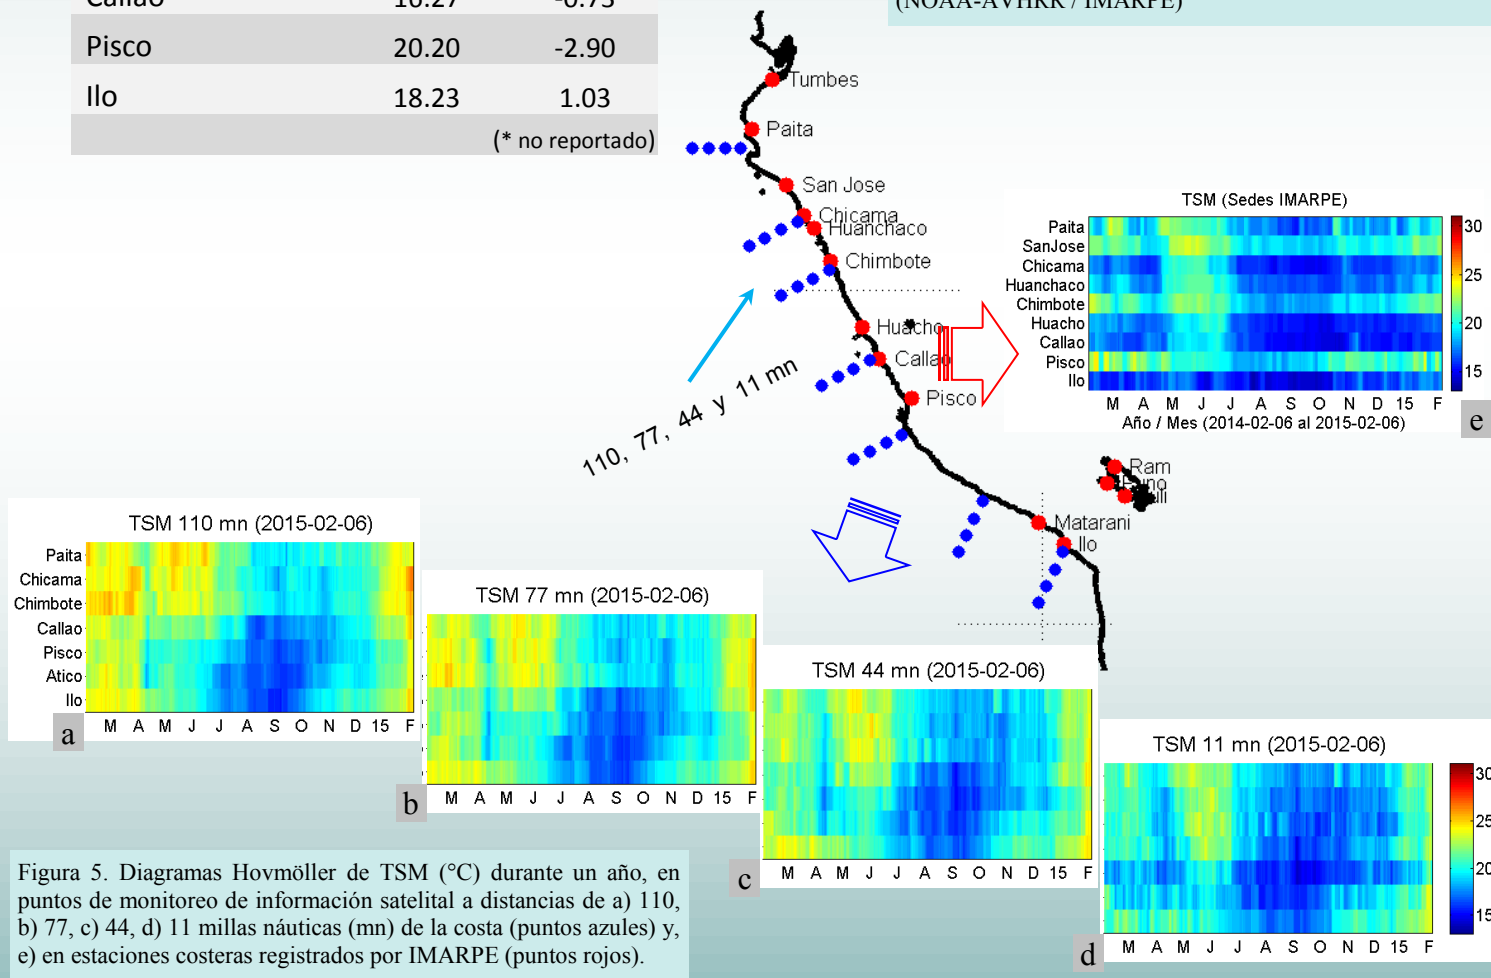 Callao 16.27 -0.73
(NOAA-AVHRR / IMARPE)
Pisco 20.20 -2.90
Ilo 18.23 1.03
(* no reportado)
Tumbes
Paita
San Jose
Chicama
Huanchaco
Chimbote
Huacho
Callao
Pisco
Matarani
Ilo
Ram
110, 77, 44 y 11 mn
TSM (Sedes IMARPE)
Paita
SanJose
Chicama
Huanchaco
Chimbote
Huacho
Callao
Pisco
Ilo
M A M J J A S O N D 15 F
Año / Mes (2014-02-06 al 2015-02-06)
30
25
20
15
e
TSM 110 mn (2015-02-06)
Paita
Chicama
Chimbote
Callao
Pisco
Atico
Ilo
M A M J J A S O N D 15 F
a
TSM 77 mn (2015-02-06)
M A M J J A S O N D 15 F
b
TSM 44 mn (2015-02-06)
M A M J J A S O N D 15 F
c
TSM 11 mn (2015-02-06)
M A M J J A S O N D 15 F
30
25
20
15
d
Figura 5. Diagramas Hovmöller de TSM (°C) durante un año, en
puntos de monitoreo de información satelital a distancias de a) 110,
b) 77, c) 44, d) 11 millas náuticas (mn) de la costa (puntos azules) y,
e) en estaciones costeras registrados por IMARPE (puntos rojos).